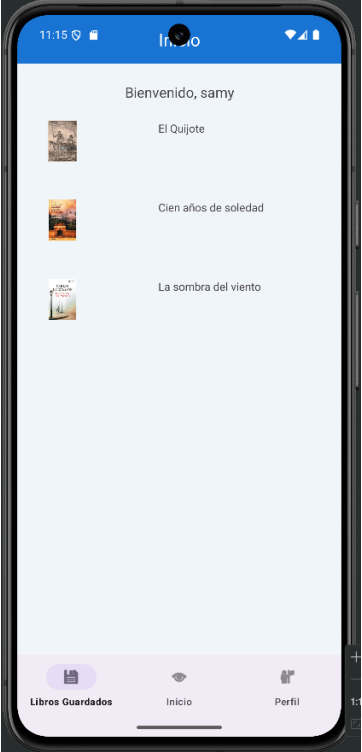 11:15
Inicio
Bienvenido, samy
El Quijote
Cien años de soledad
La sombra del viento
Libros Guardados
Inicio
Perfil